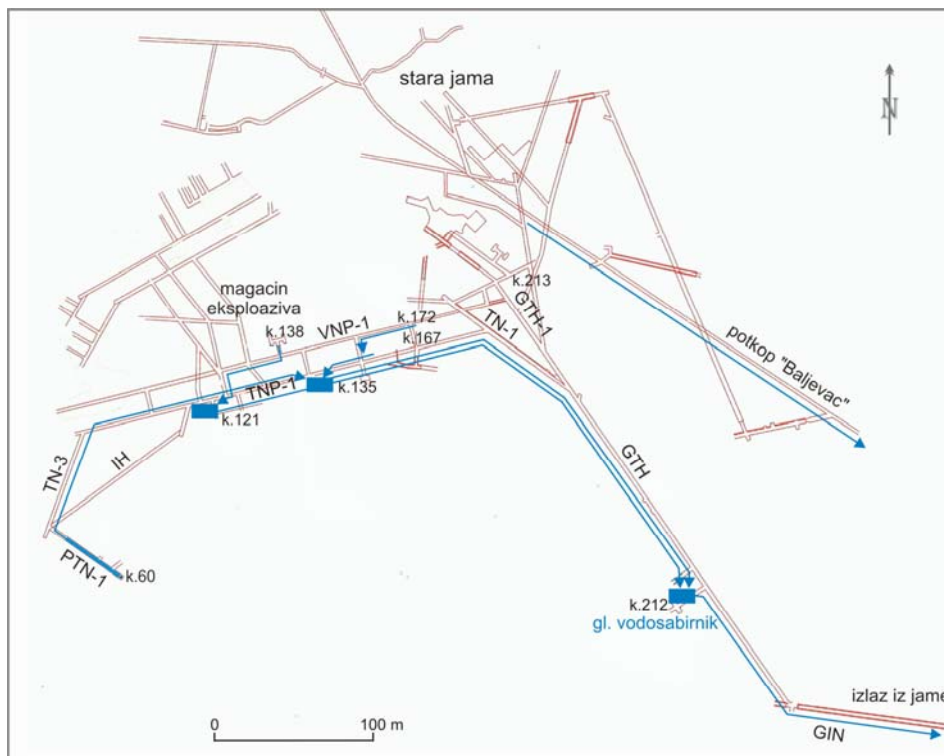 stara jama
N
k.213
magacin
eksploaziva
k.138
VNP-1
k.172
k.167
GTH-1
TN-1
potkop "Baljevac"
TNP-1
k.135
k.121
TN-3
IH
GTH
PTN-1
k.60
k.212
gl. vodosabirnik
izlaz iz jame
GIN
0
100 m